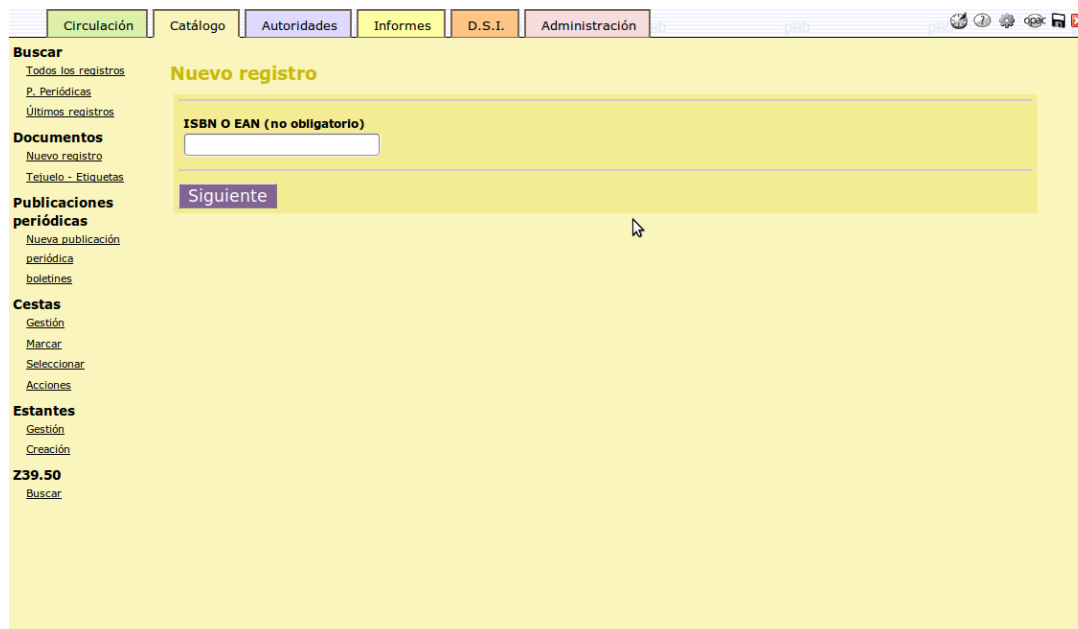 Circulación Catálogo Autoridades Informes D.S.I. Administración opac
Buscar
Todos los registros
P. Periódicas
Últimos registros
Documentos
Nuevo registro
Tejuelo - Etiquetas
Publicaciones
periódicas
Nueva publicación
periódica
boletines
Cestas
Gestión
Marcar
Seleccionar
Acciones
Estantes
Gestión
Creación
Z39.50
Buscar
Nuevo registro
ISBN O EAN (no obligatorio)
Siguiente